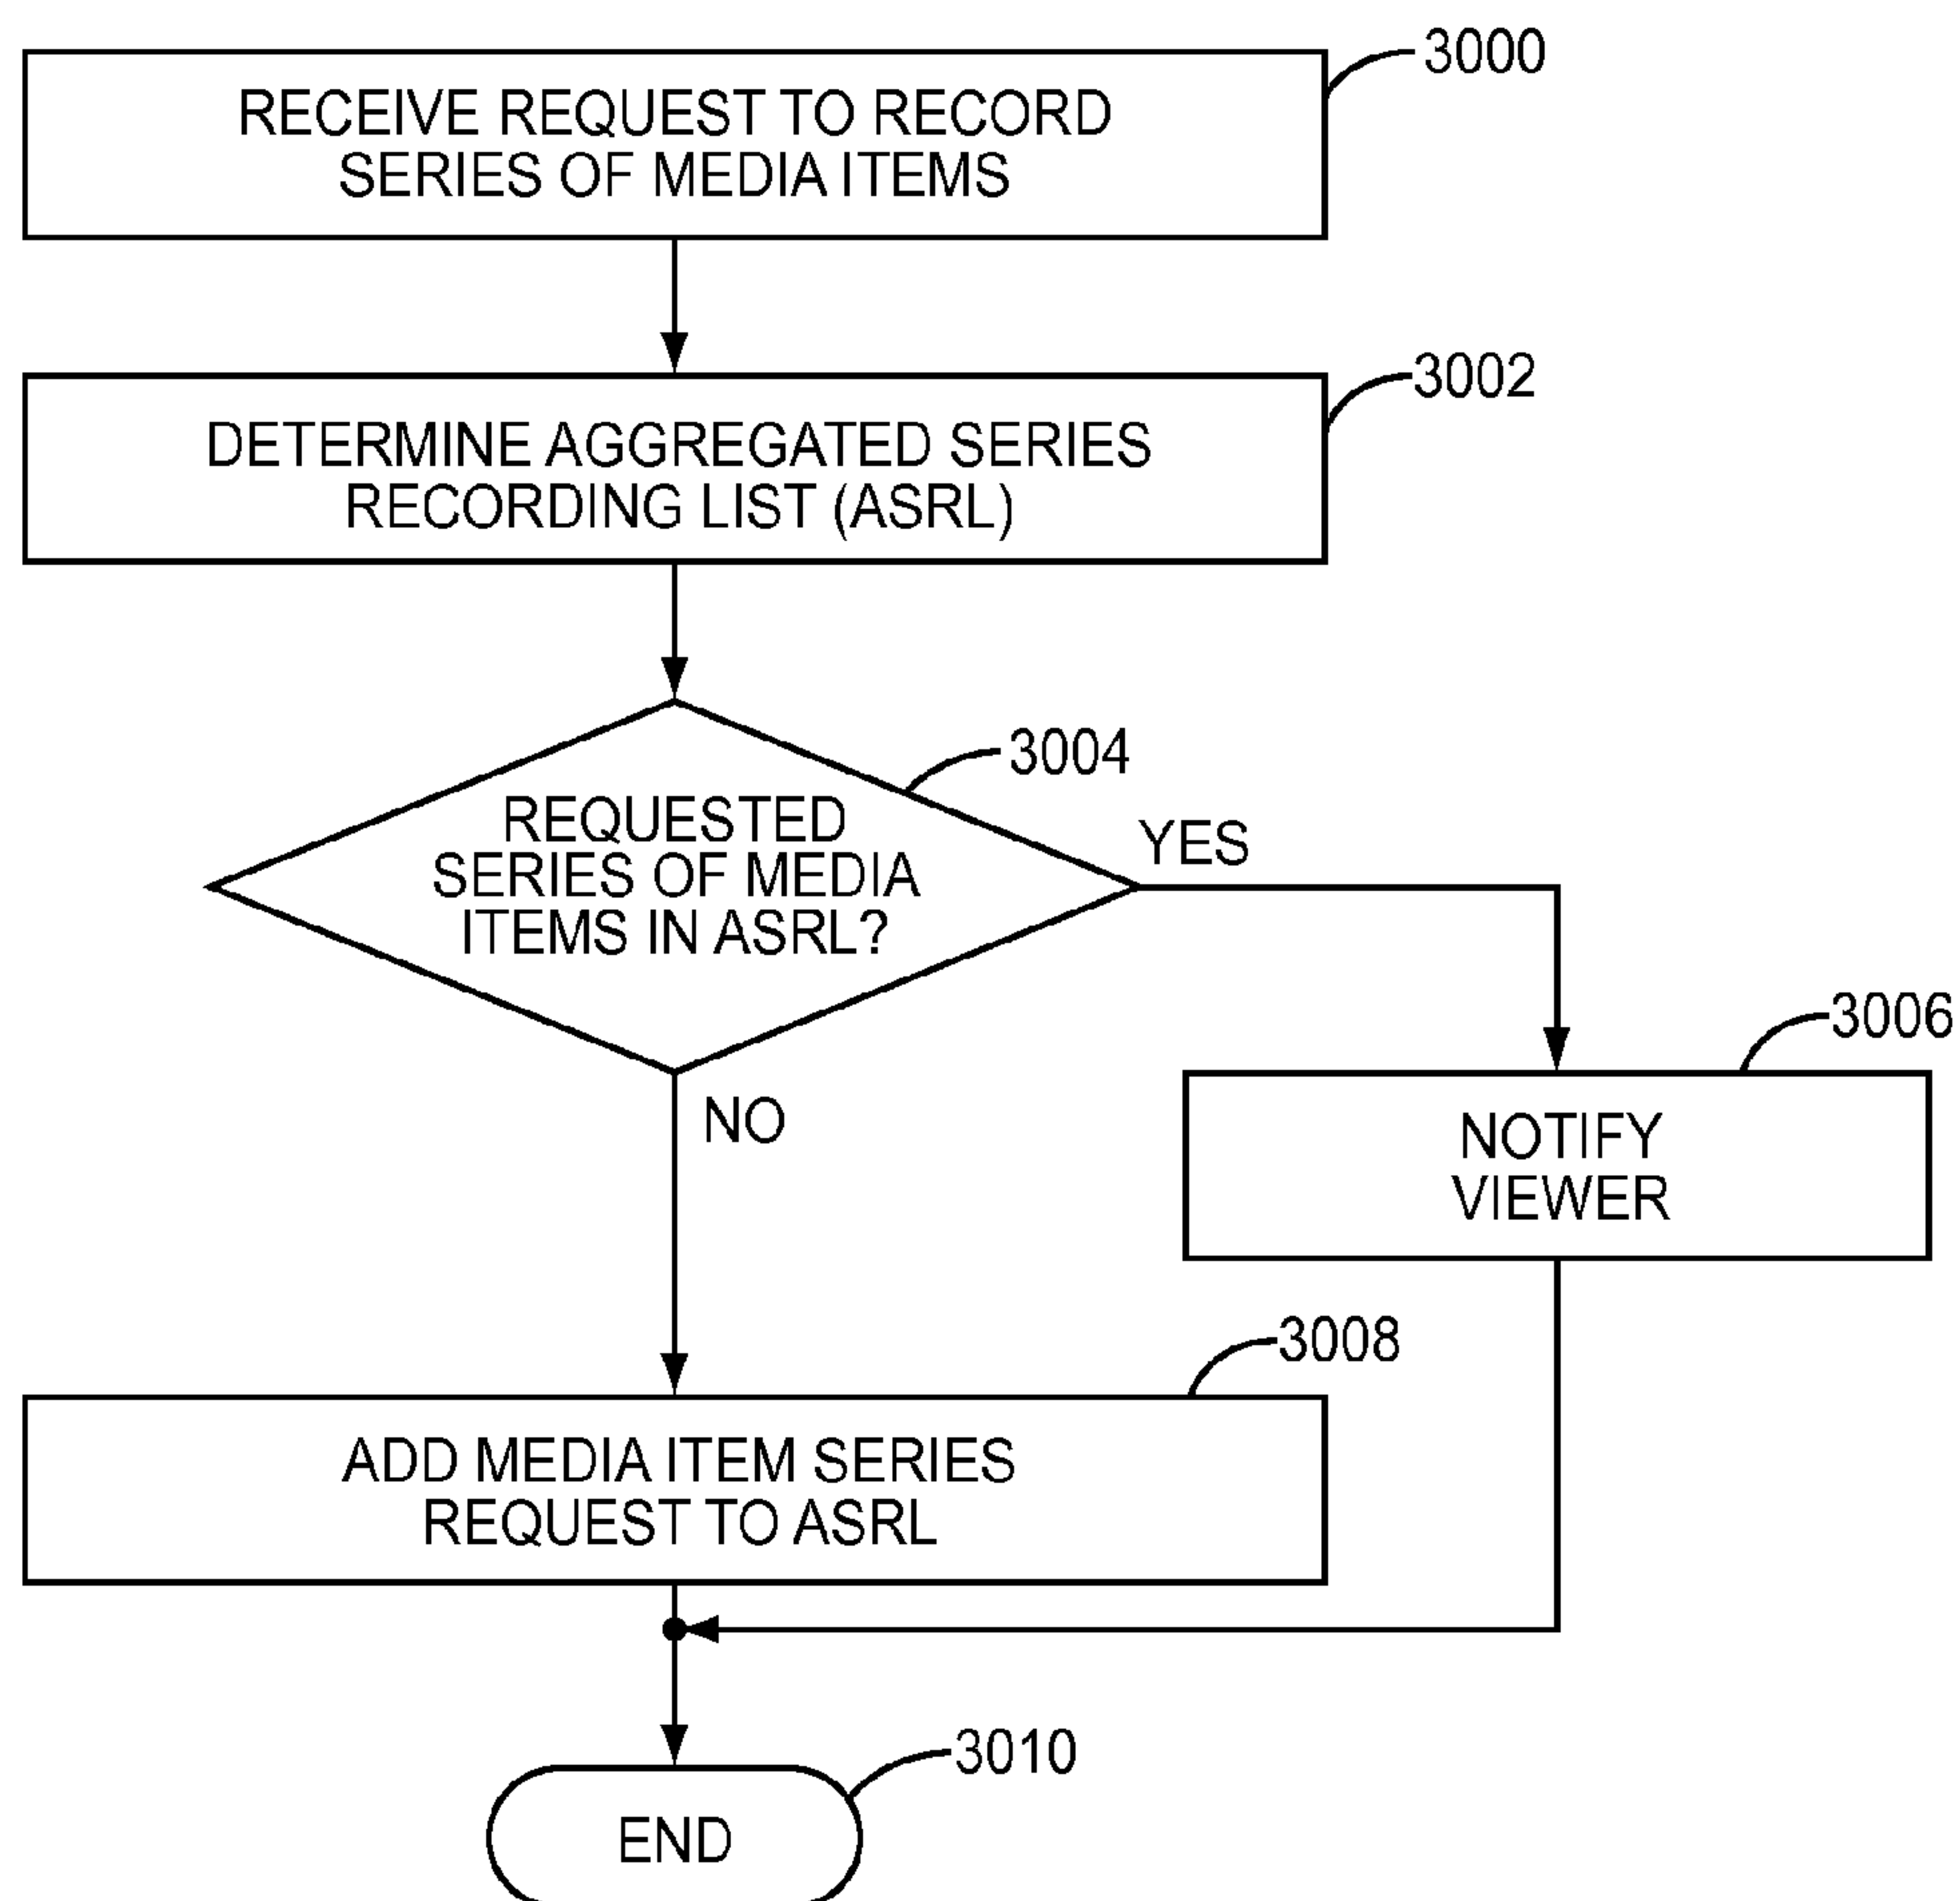 3000
RECEIVE REQUEST TO RECORD
SERIES OF MEDIA ITEMS
3002
DETERMINE AGGREGATED SERIES
RECORDING LIST (ASRL)
3004
REQUESTED
SERIES OF MEDIA
ITEMS IN ASRL?
YES
NO
3006
NOTIFY
VIEWER
3008
ADD MEDIA ITEM SERIES
REQUEST TO ASRL
3010
END